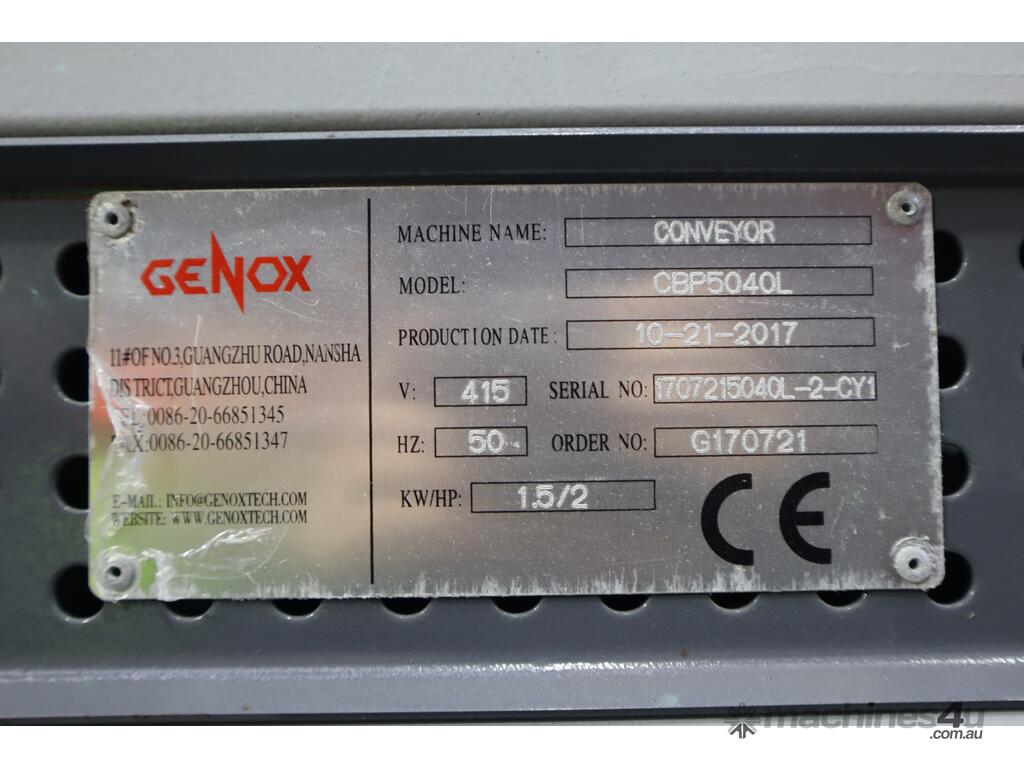 GENOX
11#OF NO.3,GUANGZHU ROAD,NANSHA
DISTRICT.GUANGZHOU,CHINA
TEL:0086-20-66851345
FAX:0086-20-66851347
E-MAIL: INFO@GENOXTECH.COM
WEBSITE: WWW.GENOXTECH.COM
MACHINE NAME: CONVEYOR
MODEL: CBP5040L
PRODUCTION DATE: 10-21-2017
V: 415 SERIAL NO: 1707215040L-2-CY1
HZ: 50 ORDER NO: G170721
KW/HP: 1.5/2
CE
machines4u
.com.au